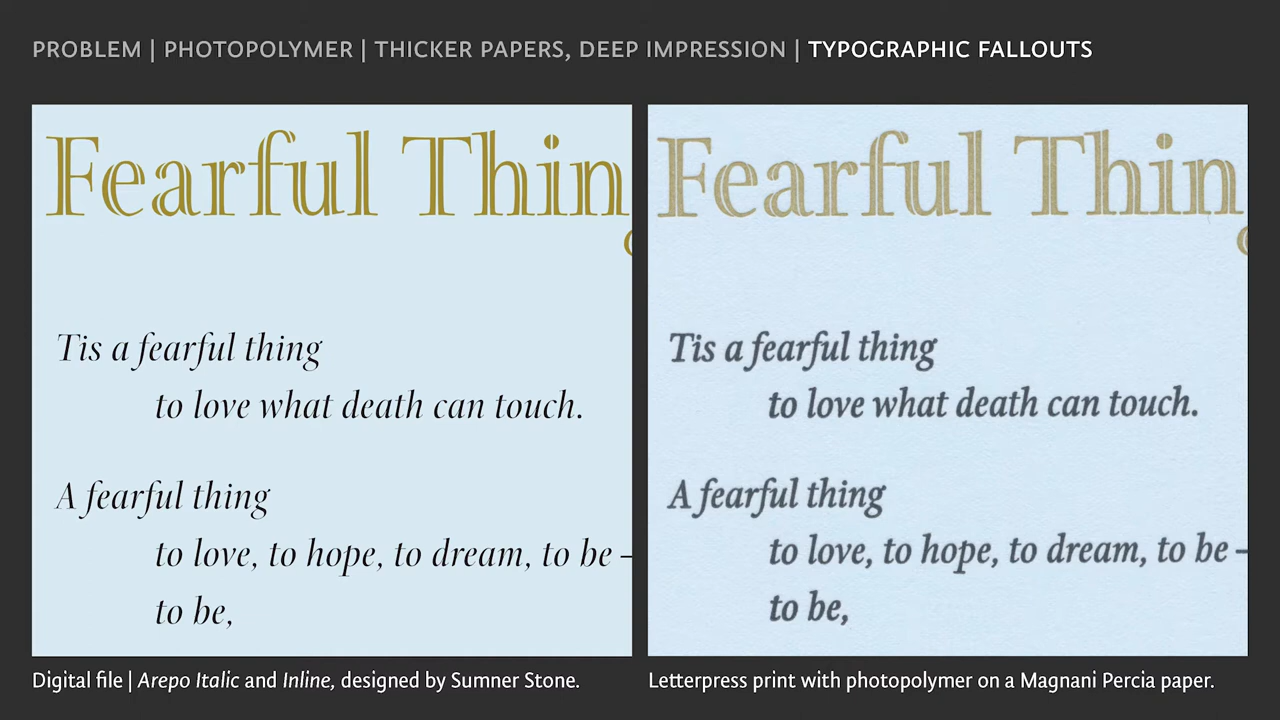 PROBLEM | PHOTOPOLYMER | THICKER PAPERS, DEEP IMPRESSION | TYPOGRAPHIC FALLOUTS
Fearful Thin
Tis a fearful thing
to love what death can touch.
A fearful thing
to love, to hope, to dream, to be –
to be,
Digital file | Arepo Italic and Inline, designed by Sumner Stone.
Fearful Thin
Tis a fearful thing
to love what death can touch.
A fearful thing
to love, to hope, to dream, to be –
to be,
Letterpress print with photopolymer on a Magnani Percia paper.